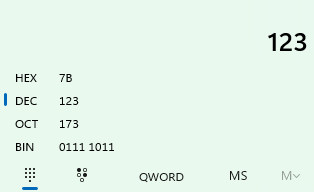 123
HEX 7B
DEC 123
OCT 173
BIN 0111 1011
QWORD MS M